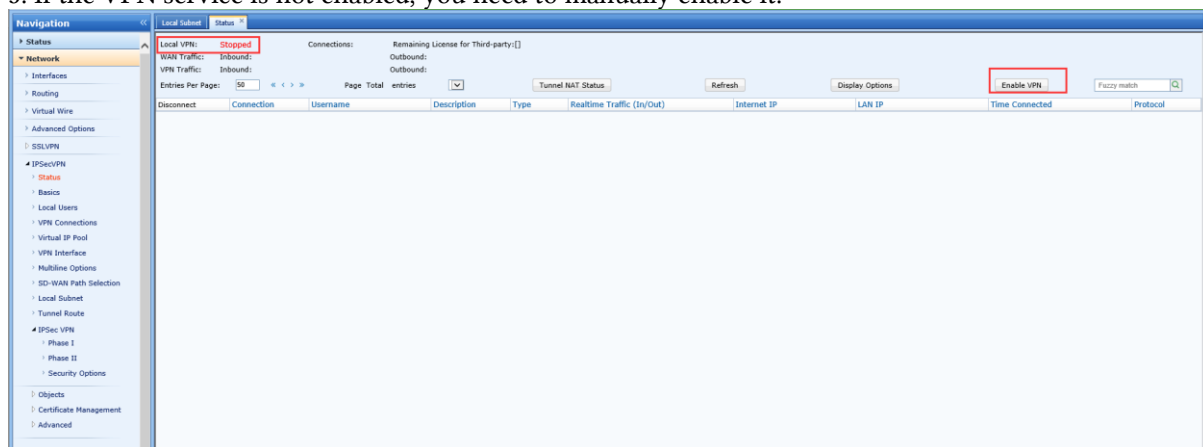 3. If the VPN service is not enabled, you need to manually enable it.
Navigation
Local Subnet
Status
Status
Network
Interfaces
Routing
Virtual Wire
Advanced Options
SSLVPN
IPSecVPN
Status
Basics
Local Users
VPN Connections
Virtual IP Pool
VPN Interface
Multiline Options
SD-WAN Path Selection
Local Subnet
Tunnel Route
IPSec VPN
Phase I
Phase II
Security Options
Objects
Certificate Management
Advanced
Local VPN: Stopped Connections: Remaining License for Third-party:[]
WAN Traffic: Inbound: Outbound:
VPN Traffic: Inbound: Outbound:
Entries Per Page: 50 « ‹ › » Page Total entries Tunnel NAT Status Refresh Display Options Enable VPN Fuzzy match
Disconnect Connection Username Description Type Realtime Traffic (In/Out) Internet IP LAN IP Time Connected Protocol